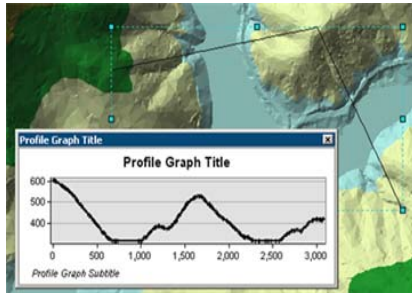 Profile Graph Title
Profile Graph Title
600
500
400
0 500 1,000 1,500 2,000 2,500 3,000
Profile Graph Subtitle